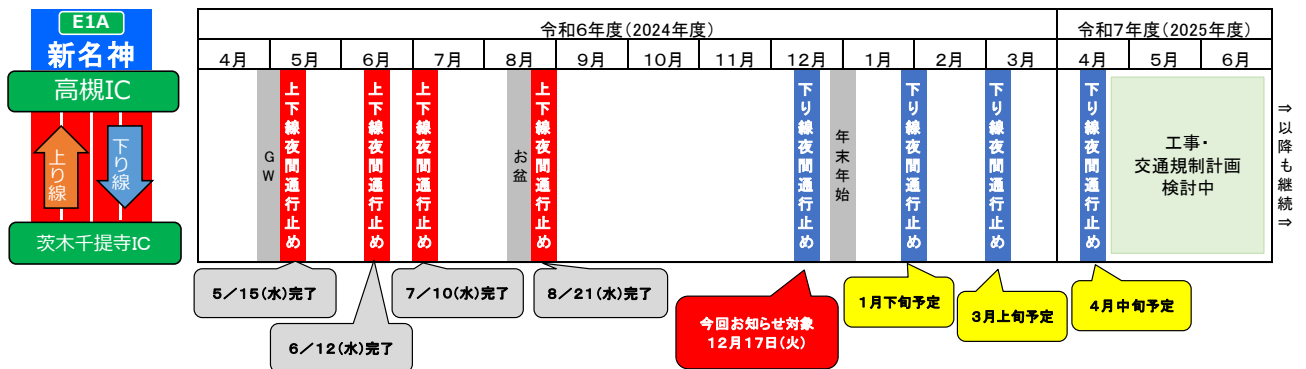 E1A
新名神
高槻IC
上り線
下り線
茨木千提寺IC
令和6年度(2024年度)
令和7年度(2025年度)
4月
5月
6月
7月
8月
9月
10月
11月
12月
1月
2月
3月
4月
5月
6月
GW
上下線夜間通行止め
上下線夜間通行止め
上下線夜間通行止め
お盆
上下線夜間通行止め
下り線夜間通行止め
年末年始
下り線夜間通行止め
下り線夜間通行止め
下り線夜間通行止め
工事・
交通規制計画
検討中
⇒以降も継続⇒
5/15(水)完了
6/12(水)完了
7/10(水)完了
8/21(水)完了
今回お知らせ対象
12月17日(火)
1月下旬予定
3月上旬予定
4月中旬予定